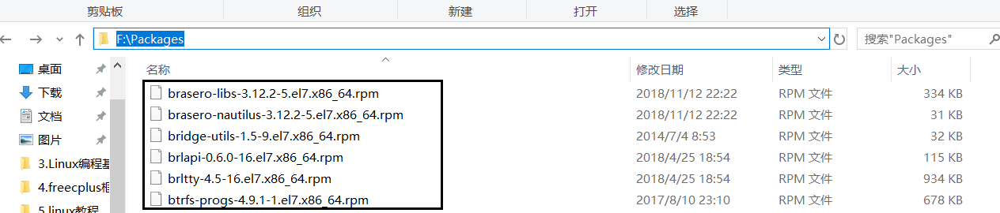 剪贴板 组织 新建 打开 选择
F:\Packages 搜索"Packages"
桌面 名称 修改日期 类型 大小
下载 brasero-libs-3.12.2-5.el7.x86_64.rpm 2018/11/12 22:22 RPM 文件 334 KB
brasero-nautilus-3.12.2-5.el7.x86_64.rpm 2018/11/12 22:22 RPM 文件 31 KB
文档
图片 bridge-utils-1.5-9.el7.x86_64.rpm 2014/7/4 8:53 RPM 文件 32 KB
3.Linux编程基 brlapi-0.6.0-16.el7.x86_64.rpm 2018/4/25 18:54 RPM 文件 115 KB
4.freecplus框 brltty-4.5-16.el7.x86_64.rpm 2018/4/25 18:54 RPM 文件 934 KB
5.linux教程 btrfs-progs-4.9.1-1.el7.x86_64.rpm 2017/8/10 23:10 RPM 文件 678 KB